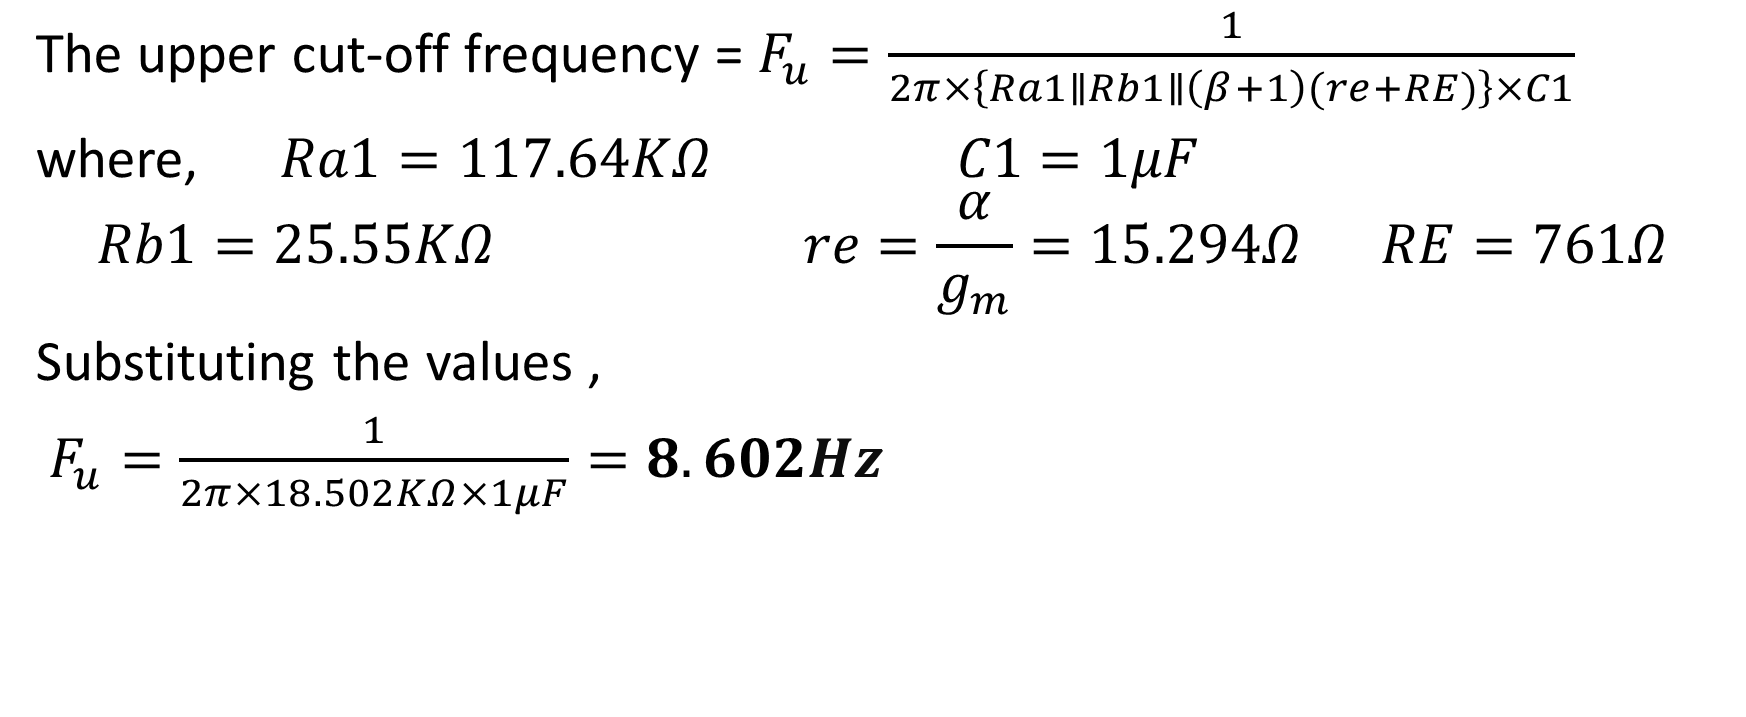 The upper cut-off frequency = F_u = 1 / 2π×{Ra1∥Rb1∥(β+1)(re+RE)}×C1
where, Ra1 = 117.64KΩ C1 = 1μF
Rb1 = 25.55KΩ re = α / g_m = 15.294Ω RE = 761Ω
Substituting the values ,
F_u = 1 / 2π×18.502KΩ×1μF = 8.602Hz